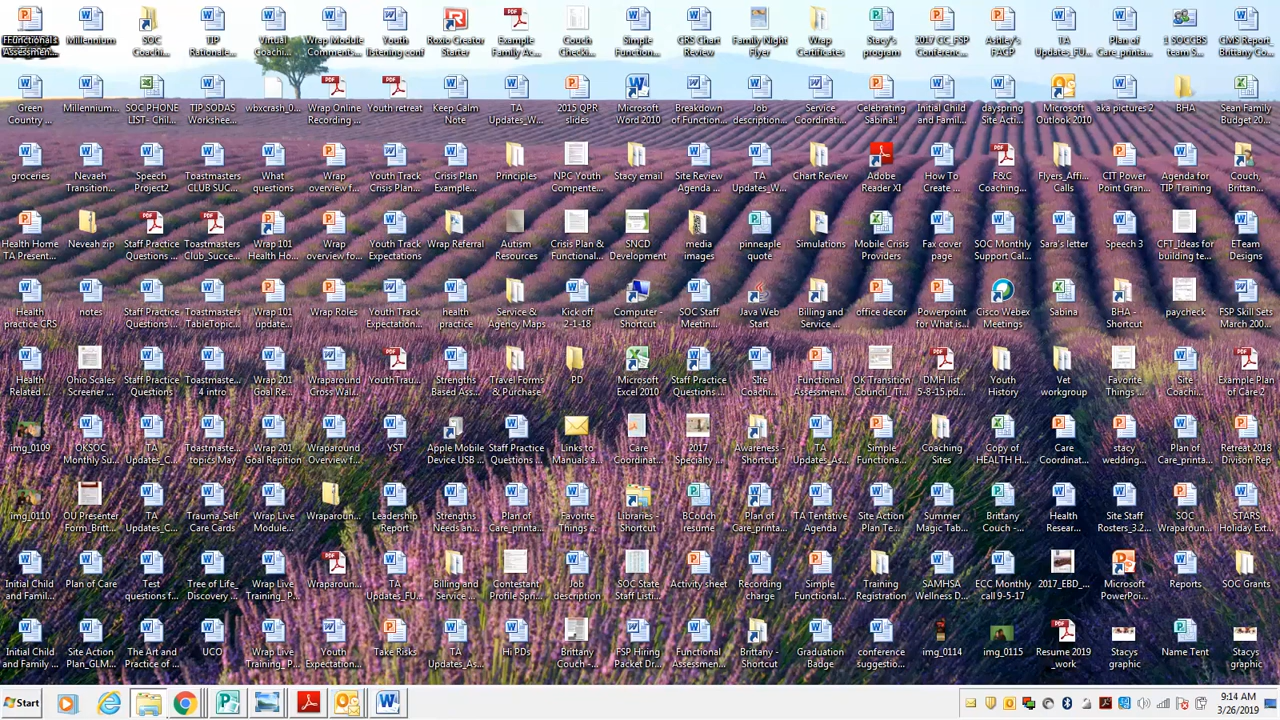 FFunctionals Assessmen... Millennium SOC Coachi... TIP Rationale... Virtual Coachi... Wrap Module Comments... Youth listening conf Roxio Creator Starter Example Family Ac... Couch Checki... Simple Function... CRS Chart Review Family Night Flyer Wrap Certificates Stacy's program 2017 CC_FSP Conferenc... Ashley's FACP TA Updates_FU... Plan of Care_printa... 1 SOCCBS team S... CMS Report_ Brittany Co...
Green Country ... Millennium... SOC PHONE LIST- Chil... TIP SODAS Workshee... wbxcrash_0... Wrap Online Recording ... Youth retreat Keep Calm Note TA Updates_W... 2015 QPR slides Microsoft Word 2010 Breakdown of Function... Job description... Service Coordinati... Celebrating Sabina!! Initial Child and Famil... dayspring Site Acti... Microsoft Outlook 2010 aka pictures 2 BHA Sean Family Budget 20...
groceries Nevaeh Transition... Speech Project2 Toastmasters CLUB SUC... What questions Wrap overview f... Youth Track Crisis Plan... Crisis Plan Example... Principles NPC Youth Compente... Stacy email Site Review Agenda ... TA Updates_W... Chart Review Adobe Reader XI How To Create ... F&C Coaching... Flyers_Affi... Calls CIT Power Point Gran... Agenda for TIP Training Couch, Brittan...
Health Home TA Present... Neveah zip Staff Practice Questions ... Toastmasters Club_Succe... Wrap 101 Health Ho... Wrap overview fo... Youth Track Expectations Wrap Referral Autism Resources Crisis Plan & Functional... SNCD Development media images pinneaple quote Simulations Mobile Crisis Providers Fax cover page SOC Monthly Support Cal... Sara's letter Speech 3 CFT_Ideas for building te... ETeam Designs
Health practice CRS notes Staff Practice Questions ... Toastmasters TableTopic... Wrap 101 update... Wrap Roles Youth Track Expectation... health practice Service & Agency Maps Kick off 2-1-18 Computer - Shortcut SOC Staff Meetin... Java Web Start Billing and Service ... office decor Powerpoint for What is... Cisco Webex Meetings Sabina BHA - Shortcut paycheck FSP Skill Sets March 200...
Health Related ... Ohio Scales Screener ... Staff Practice Questions Toastmaste... 4 intro Wrap 201 Goal Re... Wraparound Cross Wal... YouthTrau... Strengths Based Ass... Travel Forms & Purchase PD Microsoft Excel 2010 Staff Practice Questions ... Site Coachi... Functional Assessmen... OK Transition Council_Ti... DMH list 5-8-15.pd... Youth History Vet workgroup Favorite Things ... Site Coachi... Example Plan of Care 2
img_0109 OKSOC Monthly Su... TA Updates_C... Toastmaste... topics May Wrap 201 Goal Repition Wraparound Overview f... YST Apple Mobile Device USB ... Staff Practice Questions ... Links to Manuals a... Care Coordinat... 2017 Specialty ... Awareness - Shortcut TA Updates_As... Simple Functiona... Coaching Sites Copy of HEALTH H... Care Coordinat... stacy wedding... Plan of Care_printa... Retreat 2018 Divison Rep
img_0110 OU Presenter Form_Britt... TA Updates_C... Trauma_Self Care Cards Wrap Live Module... Wraparoun... Leadership Report Strengths Needs an... Plan of Care_printa... Favorite Things ... Libraries - Shortcut BCouch resume Plan of Care_printa... TA Tentative Agenda Site Action Plan Te... Summer Magic Tab... Brittany Couch -... Health Resear... Site Staff Rosters_3.2... SOC Wraparoun... STARS Holiday Ext...
Initial Child and Famil... Plan of Care Test questions f... Tree of Life Discovery ... Wrap Live Training_ P... Wraparoun... TA Updates_FU... Billing and Service ... Contestant Profile Spri... Job description SOC State Staff Listi... Activity sheet Recording charge Simple Functional... Training Registration SAMHSA Wellness D... ECC Monthly call 9-5-17 2017_EBD_... Microsoft PowerPoi... Reports SOC Grants
Initial Child and Family ... Site Action Plan_GLM... The Art and Practice of ... UCO Wrap Live Training_ P... Youth Expectation... Take Risks TA Updates_As... Hi PDs Brittany Couch -... FSP Hiring Packet Dr... Functional Assessmen... Brittany - Shortcut Graduation Badge conference suggestio... img_0114 img_0115 Resume 2019 _work Stacys graphic Name Tent Stacys graphic
Start
9:14 AM
3/26/2019